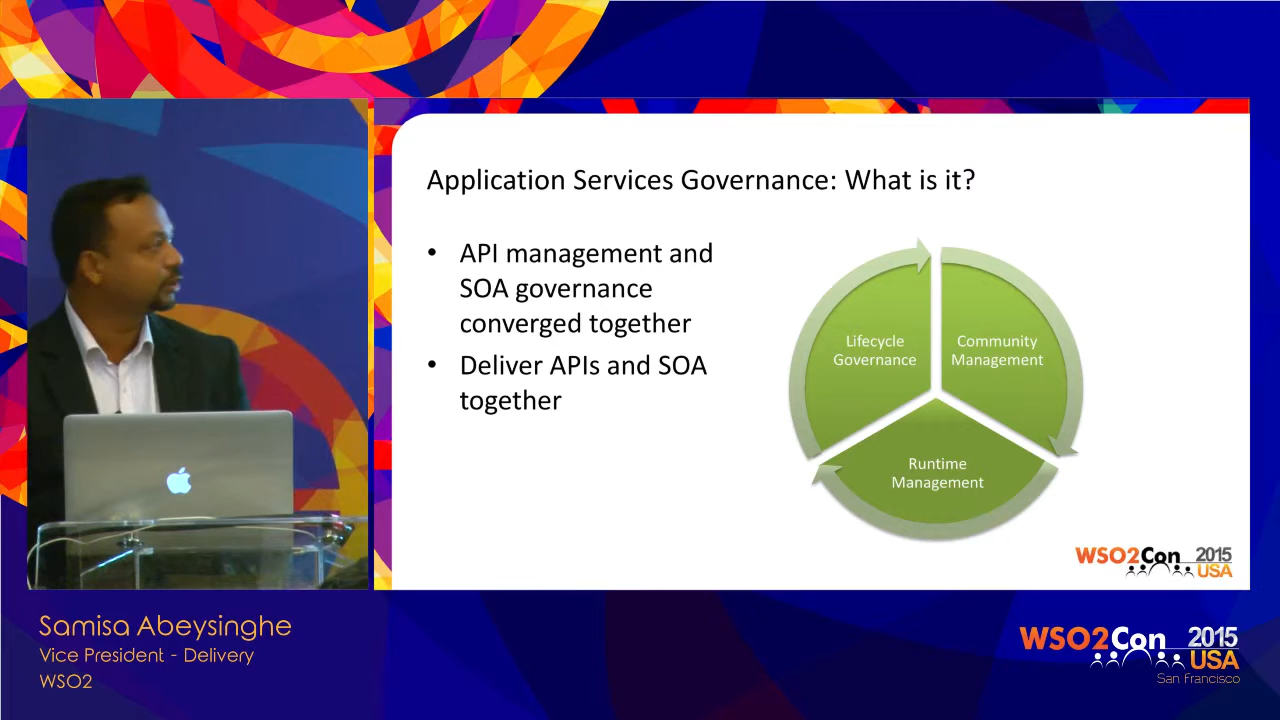 Application Services Governance: What is it?
• API management and
SOA governance
converged together
• Deliver APIs and SOA
together
Lifecycle
Governance
Community
Management
Runtime
Management
WSO2Con 2015
USA
Samisa Abeysinghe
Vice President - Delivery
WSO2
WSO2Con 2015
USA
San Francisco